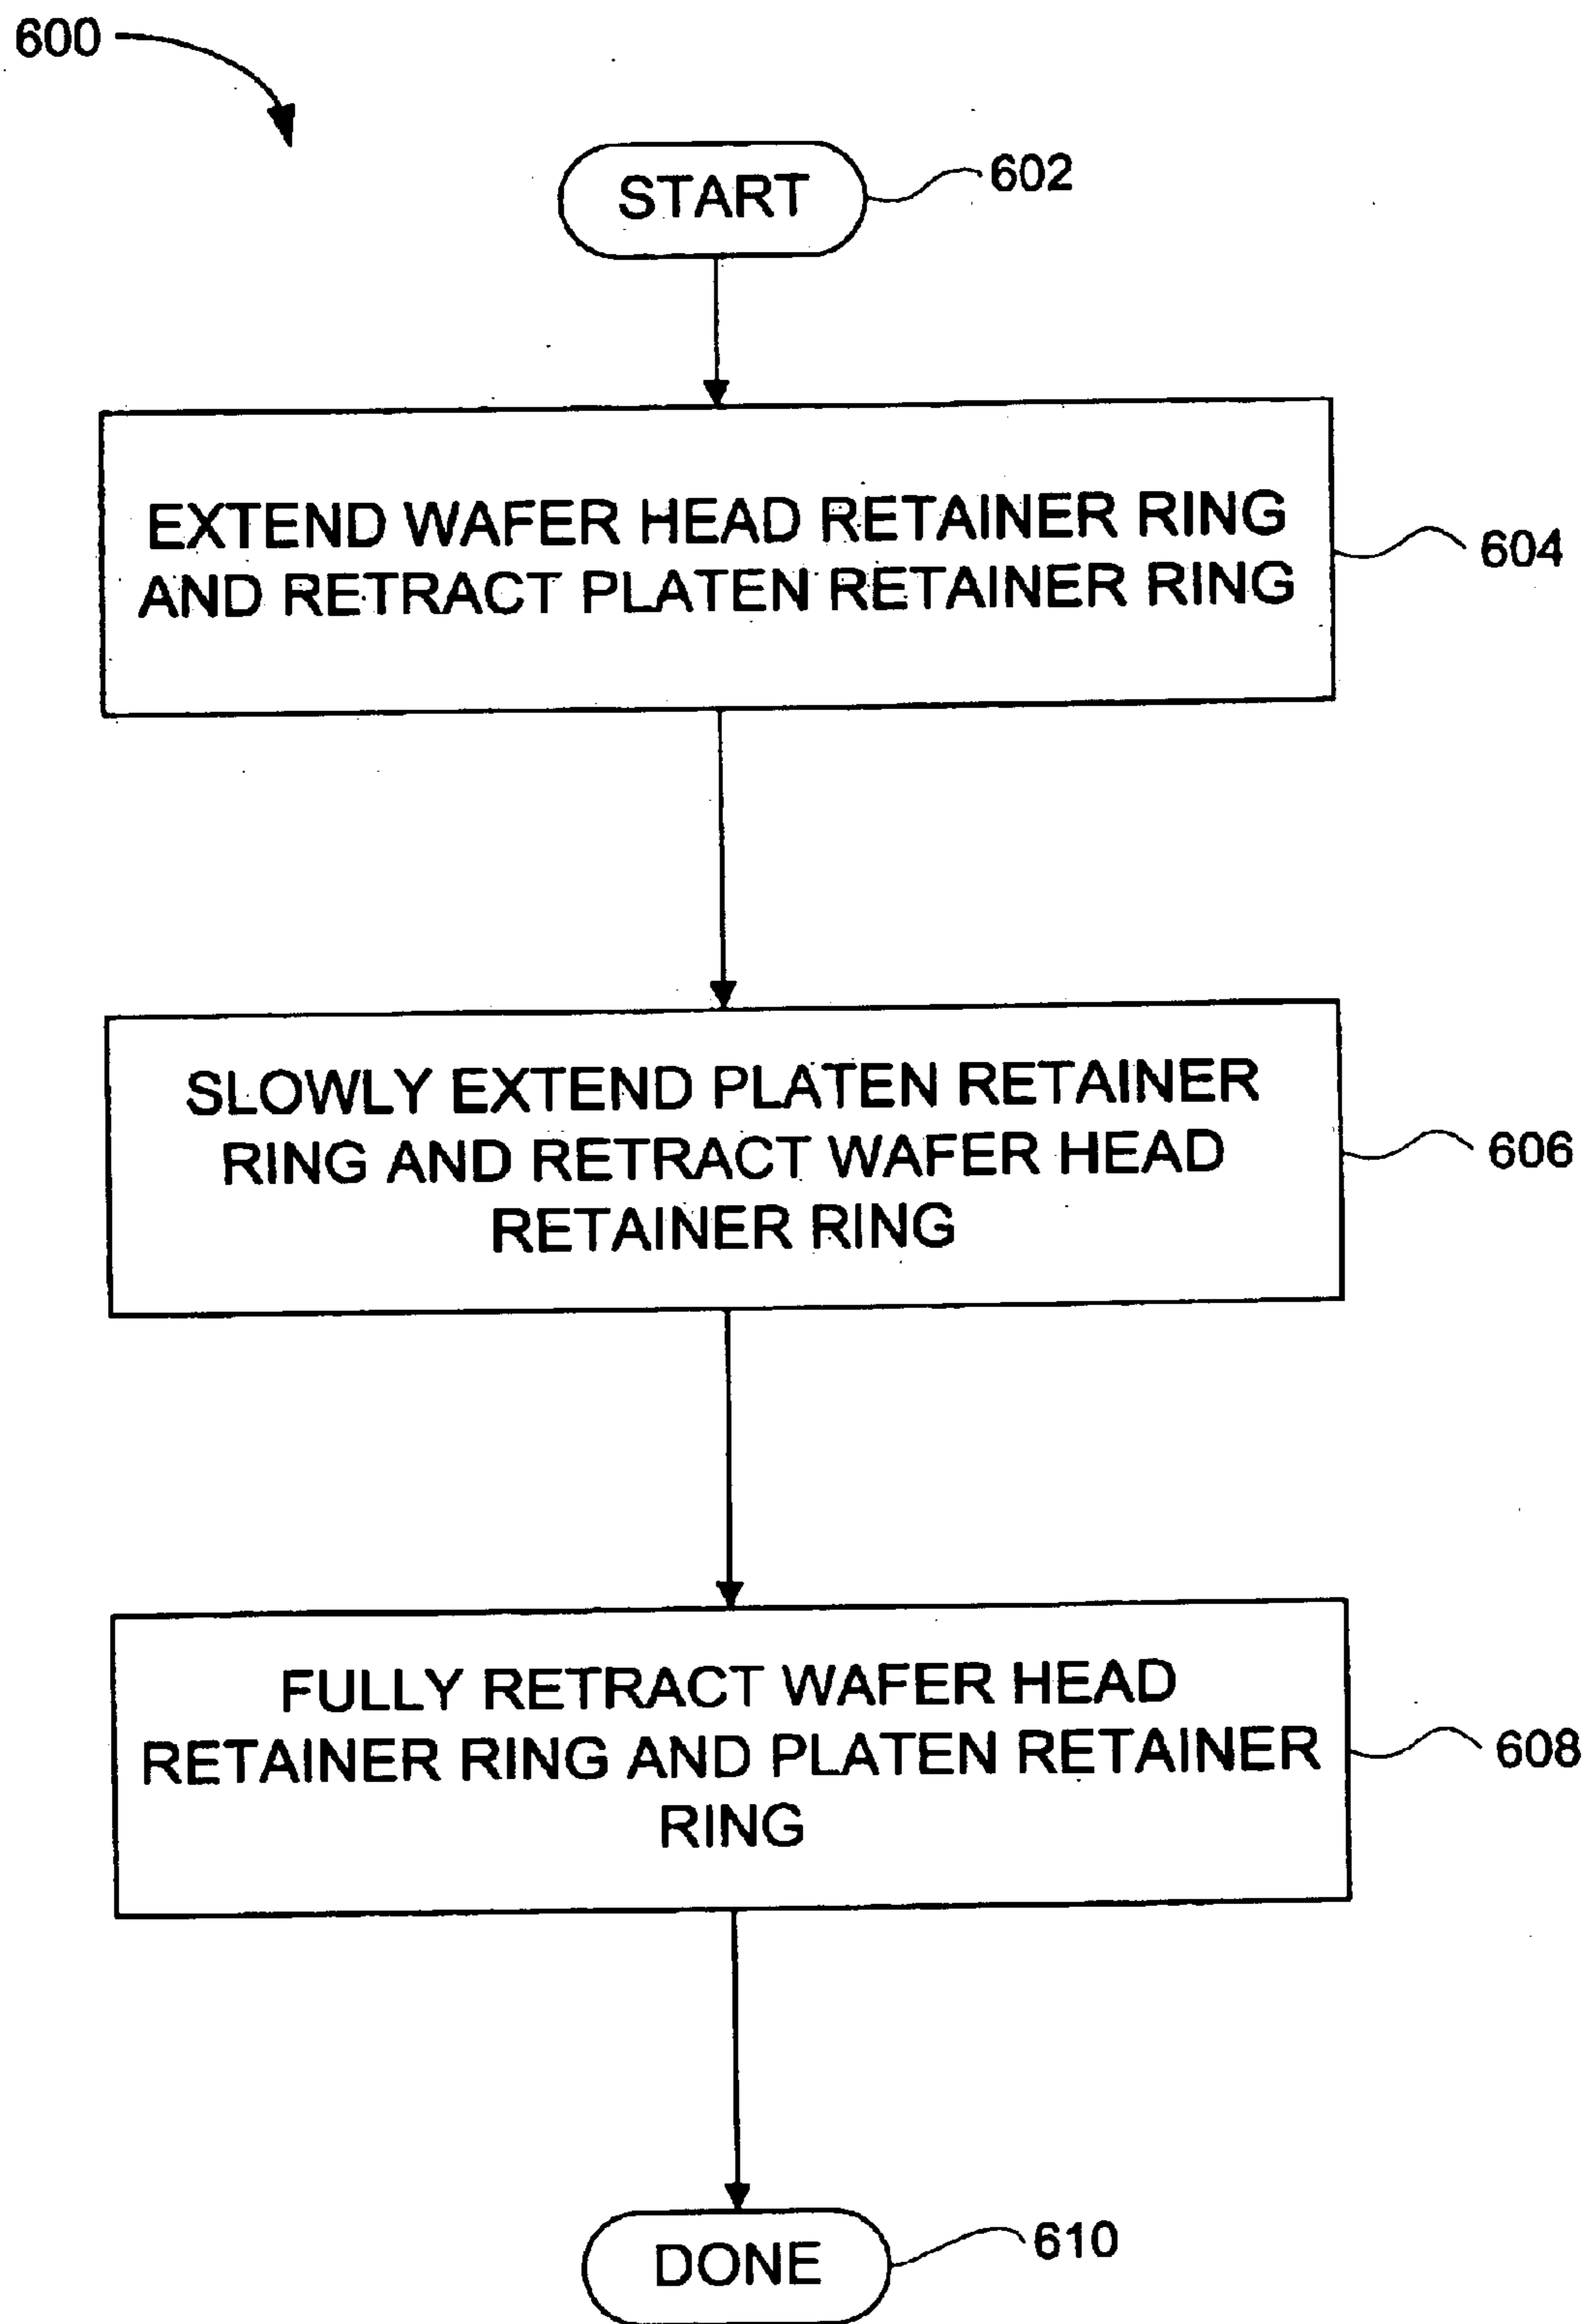 600
START
602
EXTEND WAFER HEAD RETAINER RING
AND RETRACT PLATEN RETAINER RING
604
SLOWLY EXTEND PLATEN RETAINER
RING AND RETRACT WAFER HEAD
RETAINER RING
606
FULLY RETRACT WAFER HEAD
RETAINER RING AND PLATEN RETAINER
RING
608
DONE
610